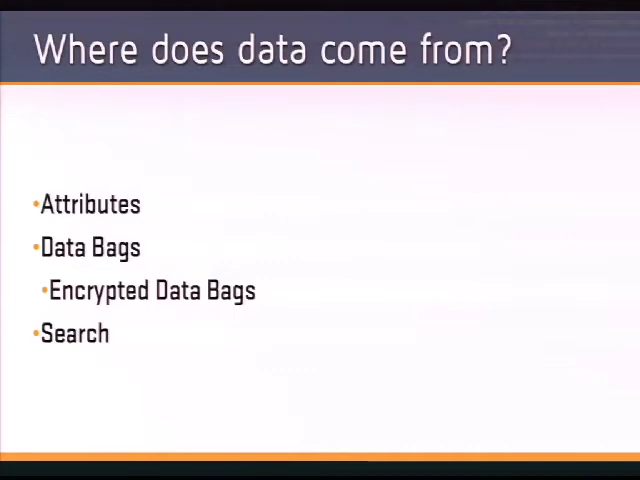 Where does data come from?
•Attributes
•Data Bags
•Encrypted Data Bags
•Search